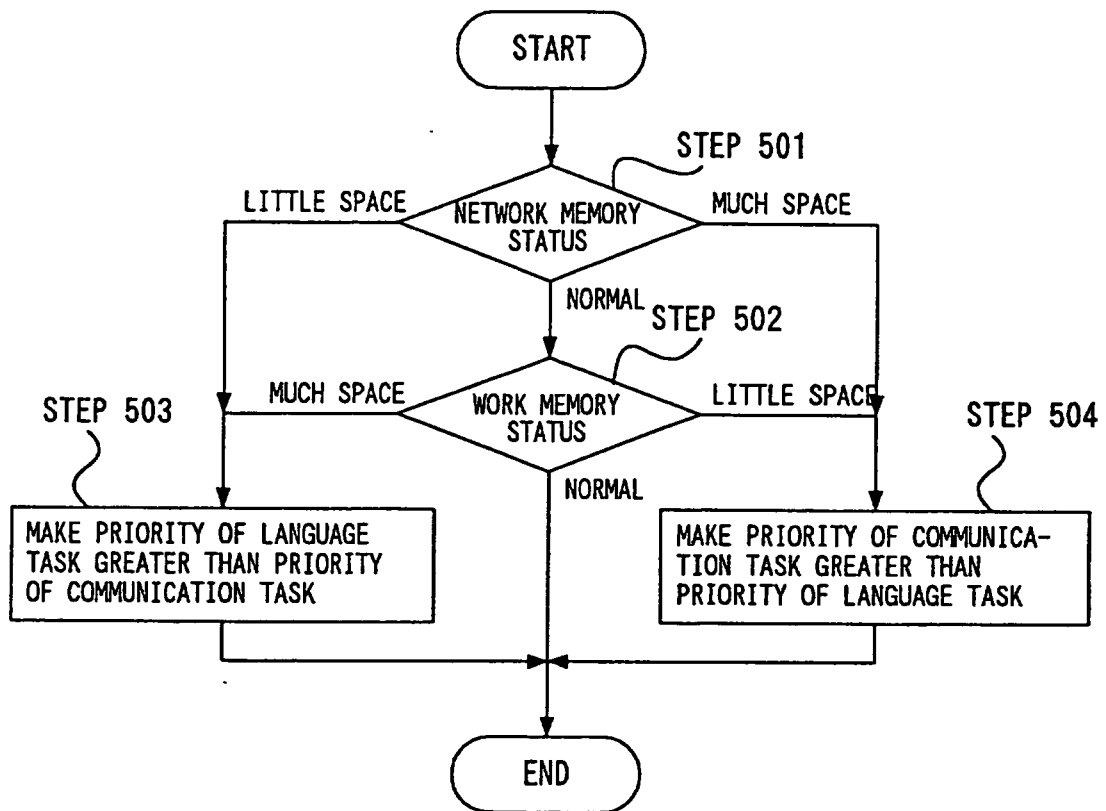 START
STEP 501
LITTLE SPACE
NETWORK MEMORY
STATUS
MUCH SPACE
NORMAL
STEP 502
MUCH SPACE
WORK MEMORY
STATUS
LITTLE SPACE
NORMAL
STEP 503
STEP 504
MAKE PRIORITY OF LANGUAGE
TASK GREATER THAN PRIORITY
OF COMMUNICATION TASK
MAKE PRIORITY OF COMMUNICA-
TION TASK GREATER THAN
PRIORITY OF LANGUAGE TASK
END